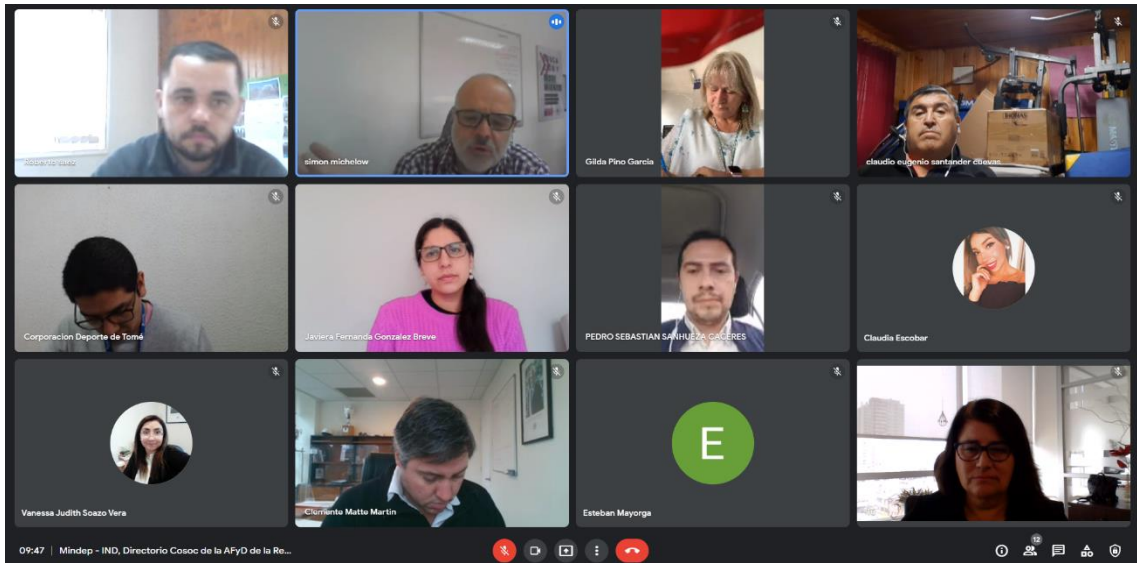 Roberto Sáez
simon michelow
Gilda Pino Garcia
claudio eugenio santander cuevas
Corporacion Deporte de Tomé
Javiera Fernanda Gonzalez Breve
PEDRO SEBASTIAN SANHUEZA CACERES
Claudia Escobar
Vanessa Judith Soazo Vera
Clemente Matte Martin
E
Esteban Mayorga
09:47 | Mindep - IND, Directorio Cosoc de la AFyD de la Re...
12